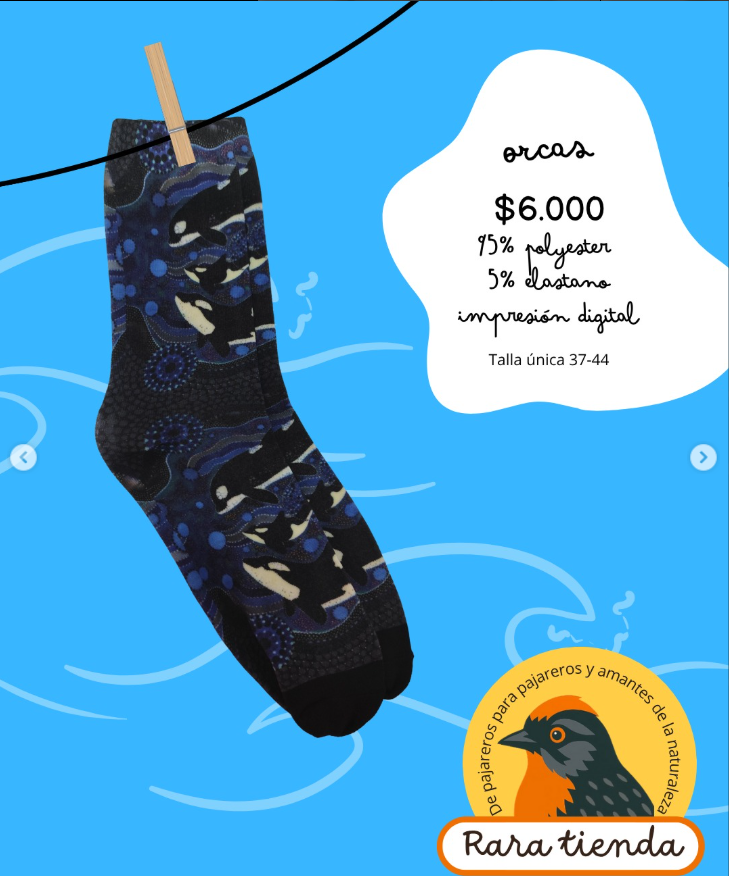 orcas
$6.000
95% polyester
5% elastano
impresión digital
Talla única 37-44
De pajareros para pajareros y amantes de la naturaleza
Rara tienda